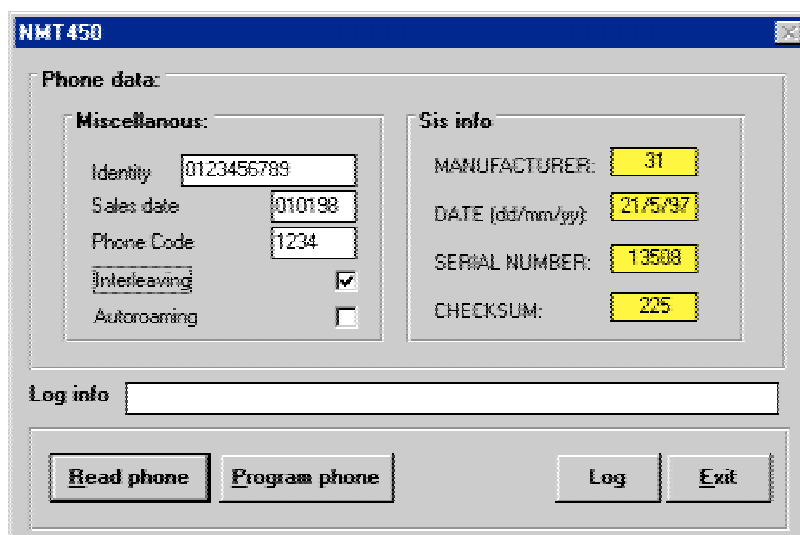 NMT450
Phone data:
Miscellanous:
Identity 0123456789
Sales date 010198
Phone Code 1234
Interleaving
Autoroaming
Sis info
MANUFACTURER: 31
DATE (dd/mm/yy): 21/5/97
SERIAL NUMBER: 13508
CHECKSUM: 225
Log info
Read phone
Program phone
Log
Exit